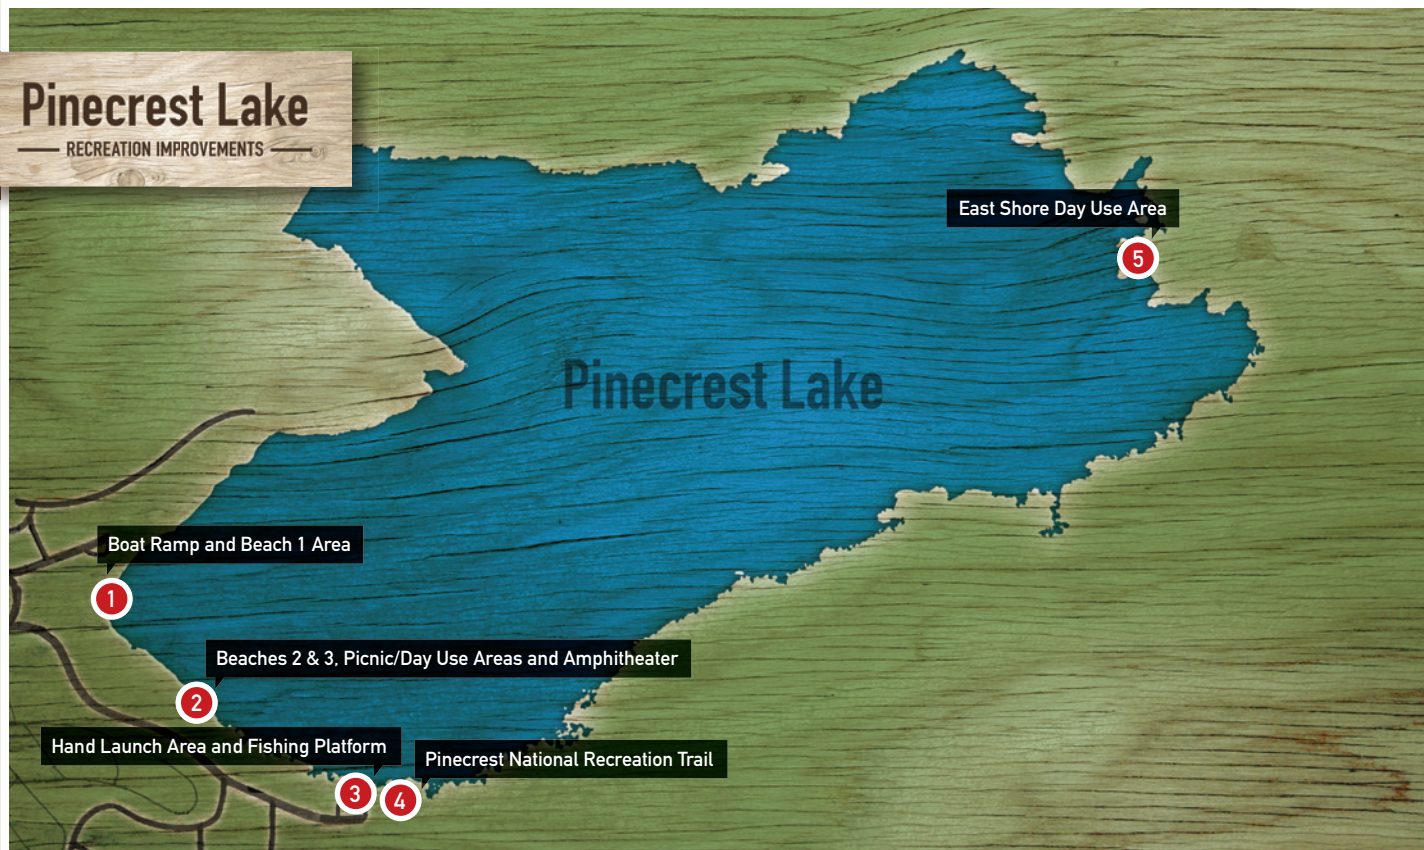 Pinecrest Lake
RECREATION IMPROVEMENTS
East Shore Day Use Area
5
Pinecrest Lake
Boat Ramp and Beach 1 Area
1
Beaches 2 & 3, Picnic/Day Use Areas and Amphitheater
2
Hand Launch Area and Fishing Platform
3
Pinecrest National Recreation Trail
4